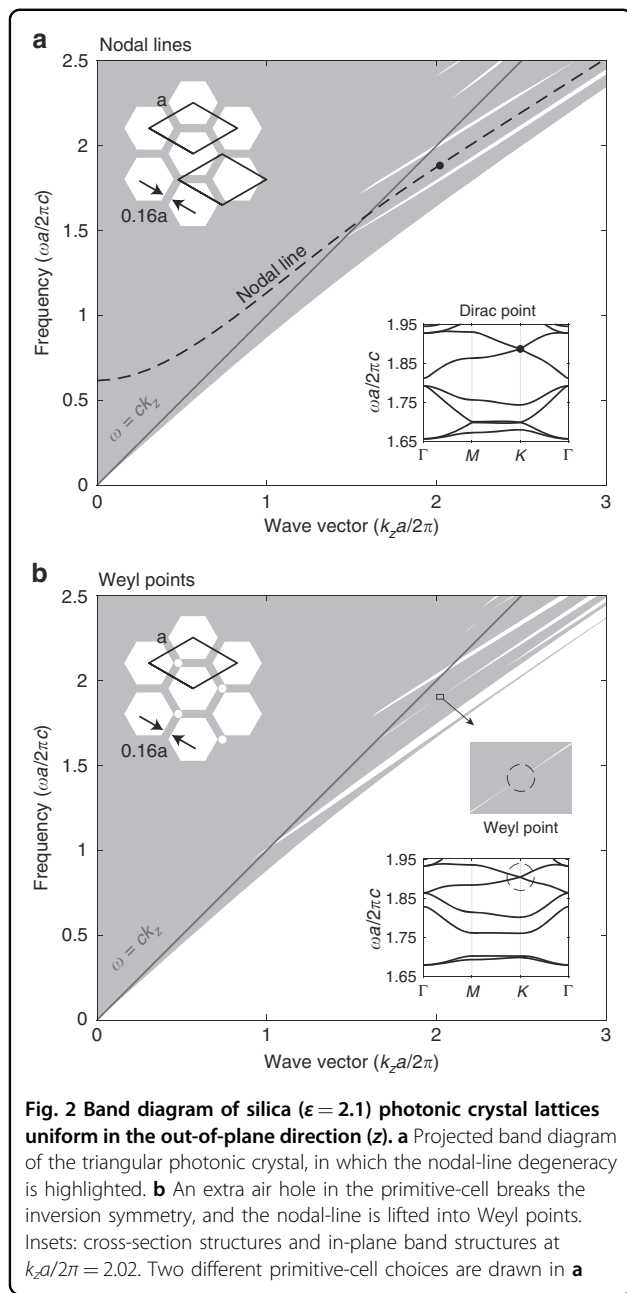 a
Nodal lines
2.5
2
1.5
1
0.5
0
0
1
2
3
Frequency (ωa/2πc)
Wave vector (k_za/2π)
a
0.16a
Nodal line
ω = ck_z
Dirac point
1.95
1.85
1.75
1.65
ωa/2πc
Γ
M
K
Γ
b
Weyl points
2.5
2
1.5
1
0.5
0
0
1
2
3
Frequency (ωa/2πc)
Wave vector (k_za/2π)
a
0.16a
ω = ck_z
Weyl point
1.95
1.85
1.75
1.65
ωa/2πc
Γ
M
K
Γ
Fig. 2 Band diagram of silica (ε = 2.1) photonic crystal lattices
uniform in the out-of-plane direction (z). a Projected band diagram
of the triangular photonic crystal, in which the nodal-line degeneracy
is highlighted. b An extra air hole in the primitive-cell breaks the
inversion symmetry, and the nodal-line is lifted into Weyl points.
Insets: cross-section structures and in-plane band structures at
k_za/2π = 2.02. Two different primitive-cell choices are drawn in a